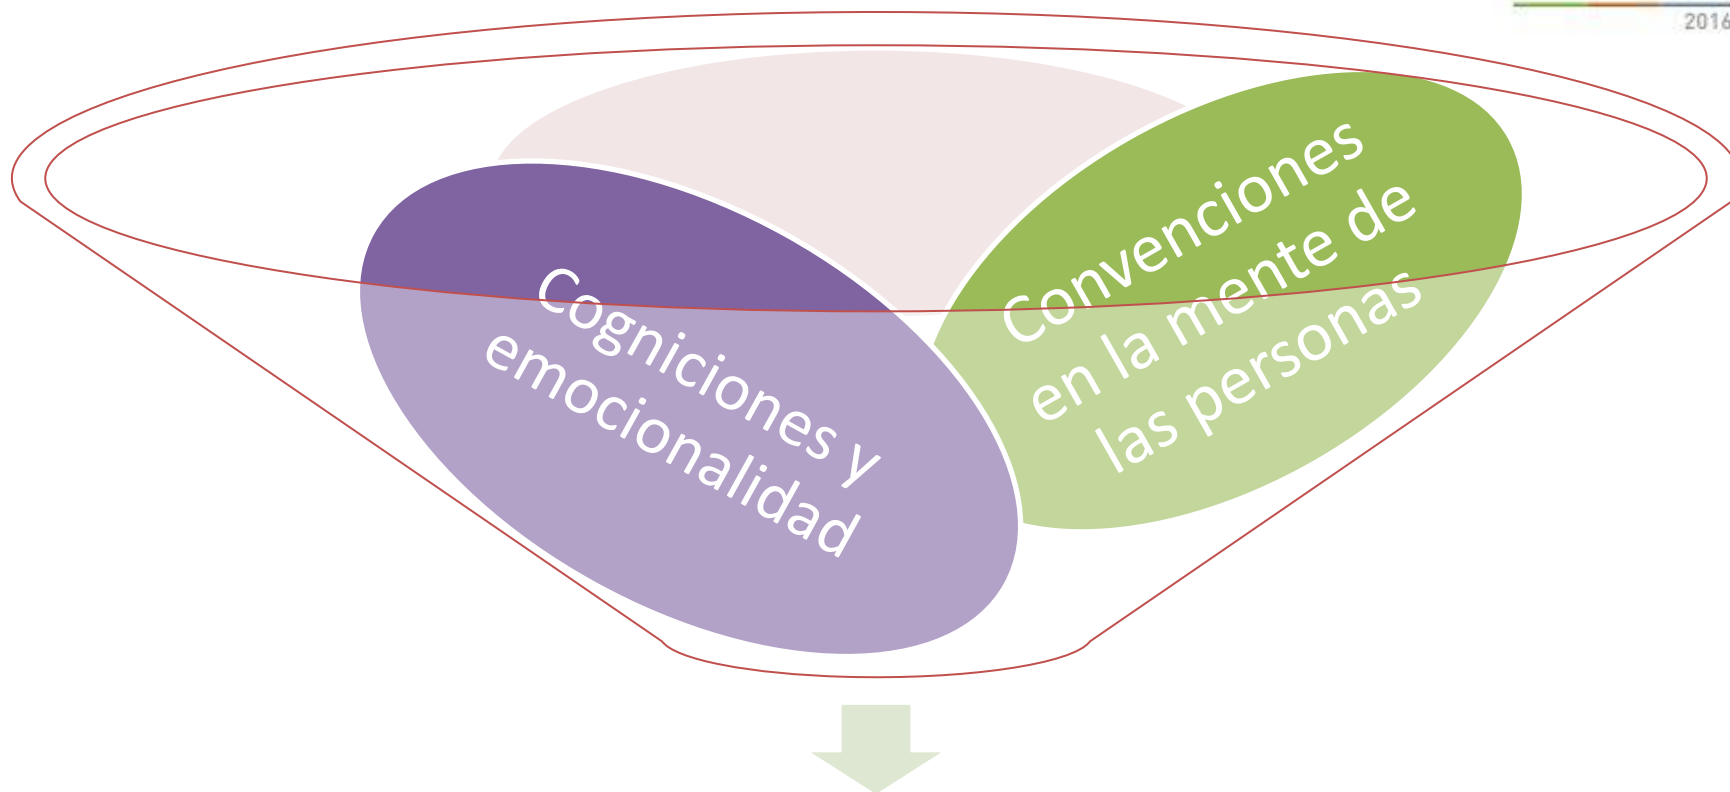 2016
Cogniciones y
emocionalidad
Convenciones
en la mente de
las personas